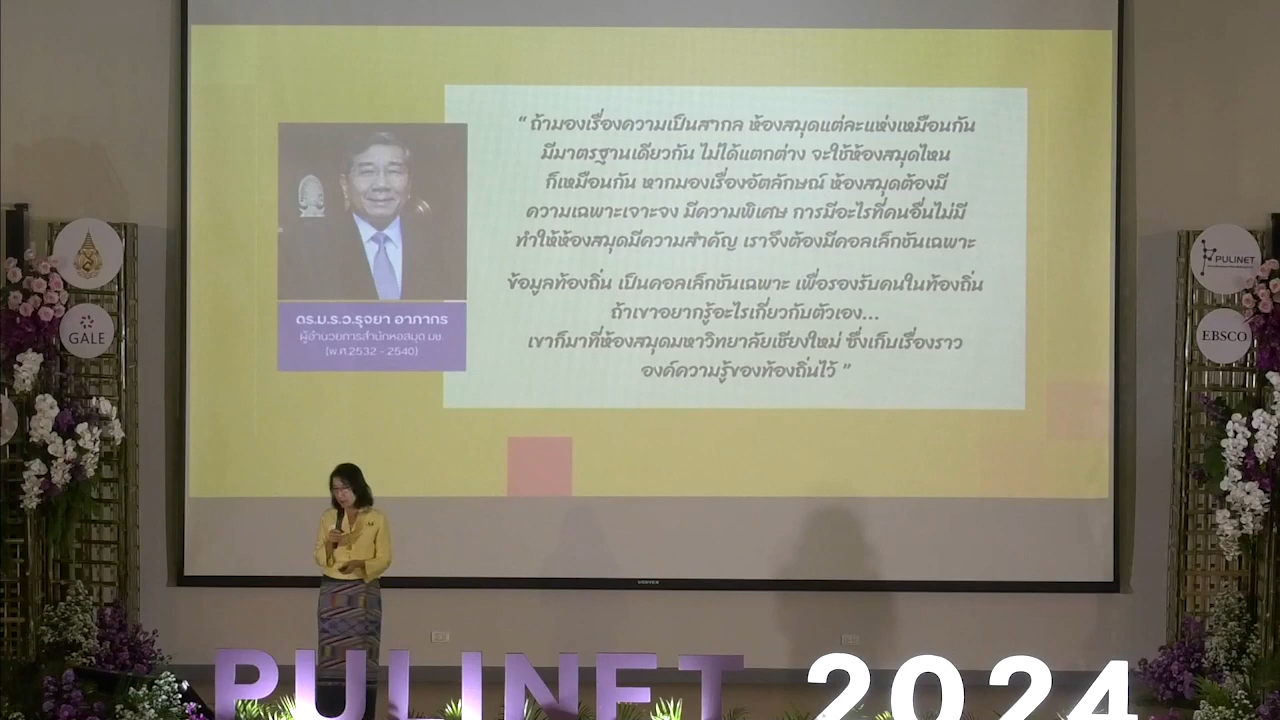 “ ถ้ามองเรื่องความเป็นสากล ห้องสมุดแต่ละแห่งเหมือนกัน
มีมาตรฐานเดียวกัน ไม่ได้แตกต่าง จะใช้ห้องสมุดไหน
ก็เหมือนกัน หากมองเรื่องอัตลักษณ์ ห้องสมุดต้องมี
ความเฉพาะเจาะจง มีความพิเศษ การมีอะไรที่คนอื่นไม่มี
ทำให้ห้องสมุดมีความสำคัญ เราจึงต้องมีคอลเล็กชันเฉพาะ
ข้อมูลท้องถิ่น เป็นคอลเล็กชันเฉพาะ เพื่อรองรับคนในท้องถิ่น
ถ้าเขาอยากรู้อะไรเกี่ยวกับตัวเอง...
เขาก็มาที่ห้องสมุดมหาวิทยาลัยเชียงใหม่ ซึ่งเก็บเรื่องราว
องค์ความรู้ของท้องถิ่นไว้ ”
ดร.ม.ร.ว.รุจยา อาภากร
ผู้อำนวยการสำนักหอสมุด มช.
(พ.ศ.2532 - 2540)
GALE
PULINET
EBSCO
PULINET 2024